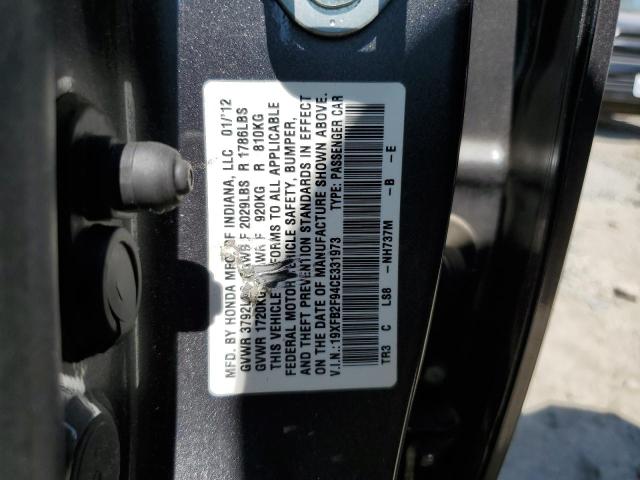 MFD. BY HONDA MFG. OF INDIANA, LLC 01/'12
GVWR 3792LBS GAWR F 2029LBS R 1786LBS
GVWR 1720KG GAWR F 920KG R 810KG
THIS VEHICLE CONFORMS TO ALL APPLICABLE
FEDERAL MOTOR VEHICLE SAFETY, BUMPER,
AND THEFT PREVENTION STANDARDS IN EFFECT
ON THE DATE OF MANUFACTURE SHOWN ABOVE.
V.I.N.: 19XFB2F94CE331973 TYPE: PASSENGER CAR
TR3 C LS8 -NH737M -B -E